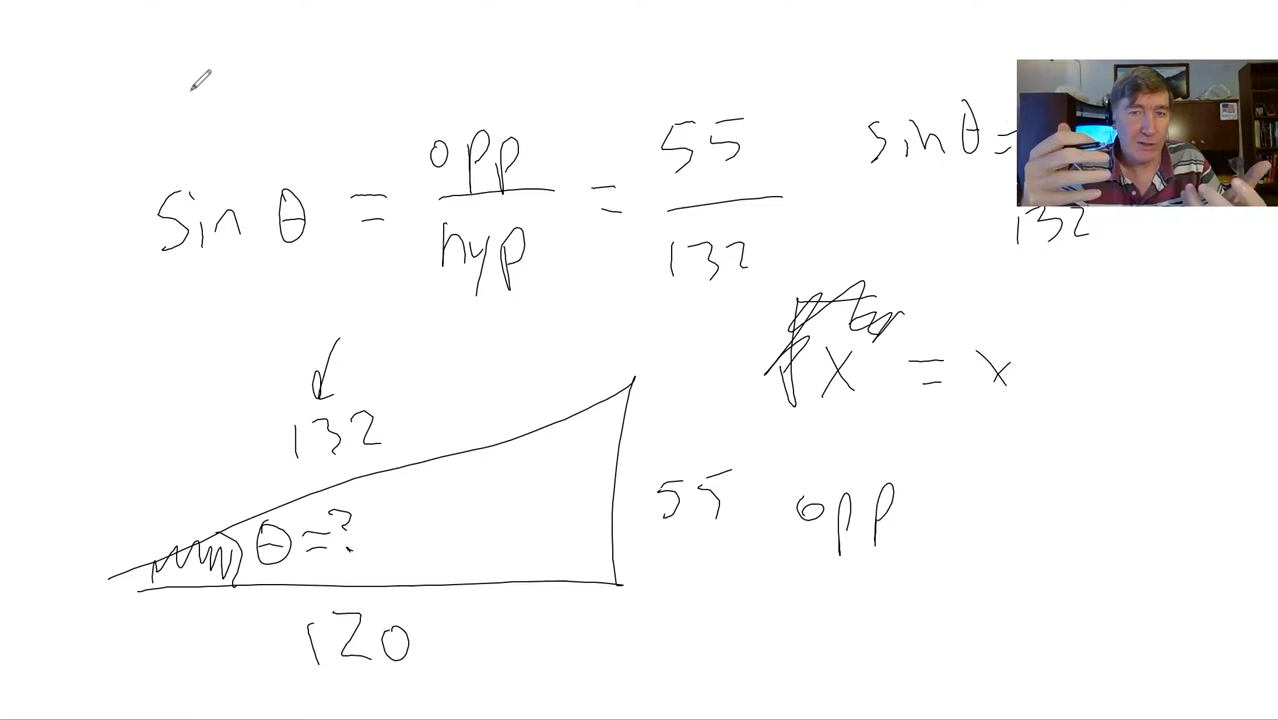 sin θ = opp / hyp = 55 / 132
sin θ =
132
x = x
132
θ = ?
55 opp
120